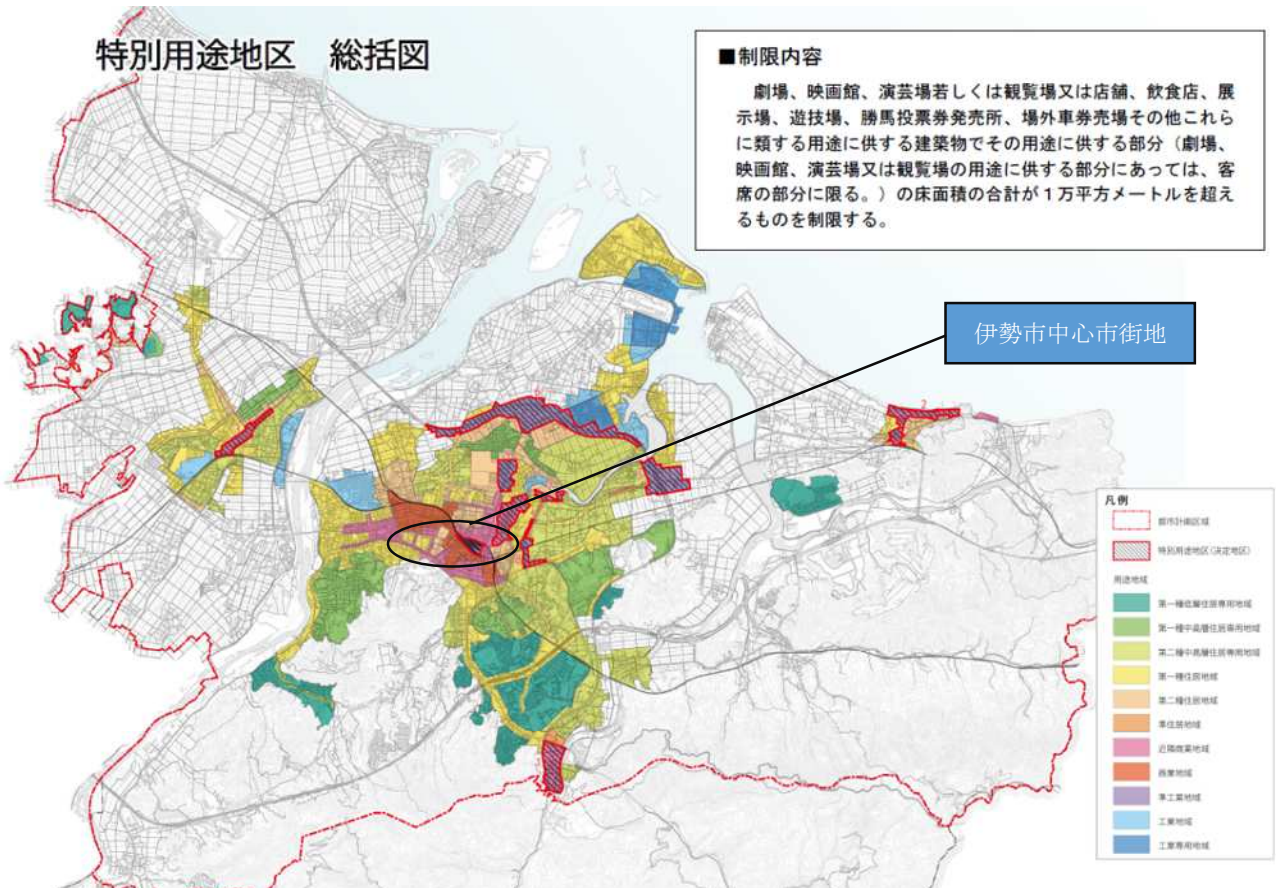 特別用途地区 総括図
■制限内容
劇場、映画館、演芸場若しくは観覧場又は店舗、飲食店、展
示場、遊技場、勝馬投票券発売所、場外車券売場その他これら
に類する用途に供する建築物でその用途に供する部分（劇場、
映画館、演芸場又は観覧場の用途に供する部分にあっては、客
席の部分に限る。）の床面積の合計が１万平方メートルを超え
るものを制限する。
伊勢市中心市街地
凡例
都市計画区域
特別用途地区(決定地区)
用途地域
第一種低層住居専用地域
第一種中高層住居専用地域
第二種中高層住居専用地域
第一種住居地域
第二種住居地域
準住居地域
近隣商業地域
商業地域
準工業地域
工業地域
工業専用地域